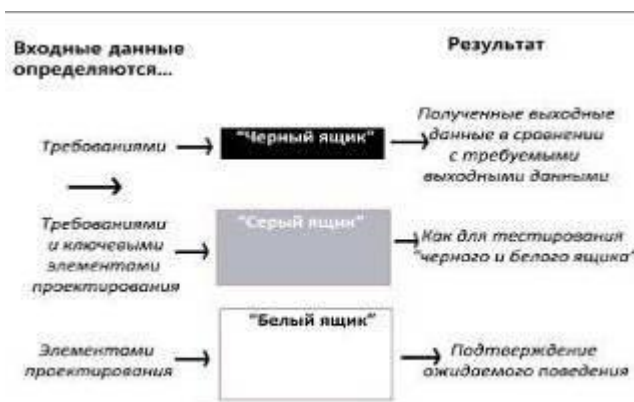 Входные данные
определяются...
Результат
Требованиями
"Черный ящик"
Полученные выходные
данные в сравнении
с требуемыми
выходными данными
Требованиями
и ключевыми
элементами
проектирования
"Серый ящик"
Как для тестирования
"черного и белого ящика"
Элементами
проектирования
"Белый ящик"
Подтверждение
ожидаемого поведения